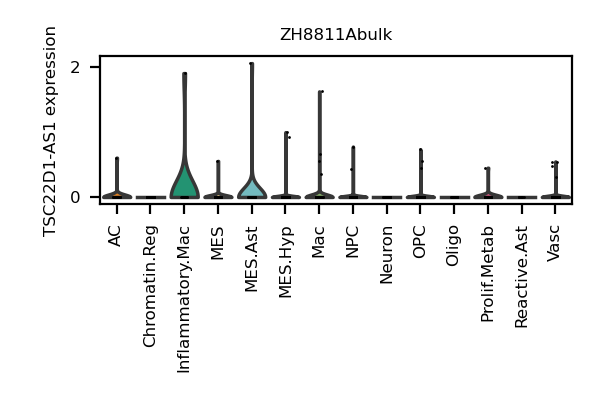 ZH8811Abulk
TSC22D1-AS1 expression
2
0
AC
Chromatin.Reg
Inflammatory.Mac
MES
MES.Ast
MES.Hyp
Mac
NPC
Neuron
OPC
Oligo
Prolif.Metab
Reactive.Ast
Vasc